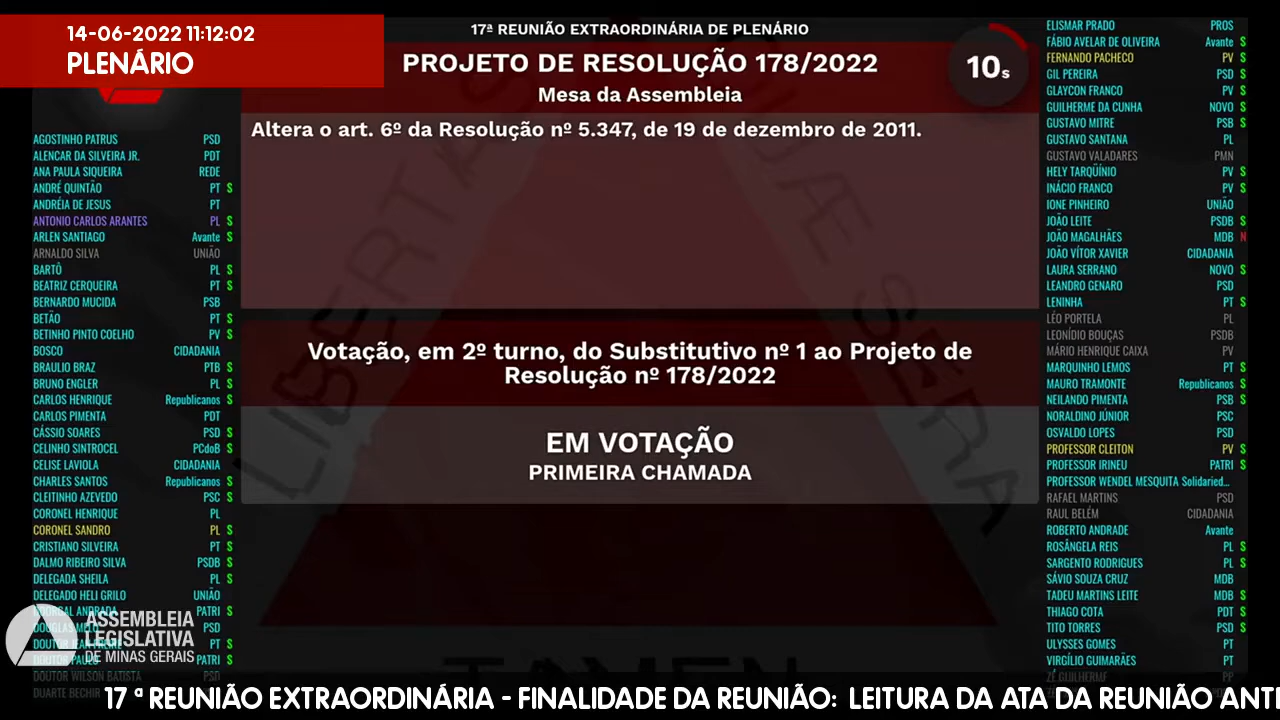 14-06-2022 11:12:02
PLENÁRIO
17ª REUNIÃO EXTRAORDINÁRIA DE PLENÁRIO
PROJETO DE RESOLUÇÃO 178/2022
Mesa da Assembleia
10s
Altera o art. 6º da Resolução nº 5.347, de 19 de dezembro de 2011.
Votação, em 2º turno, do Substitutivo nº 1 ao Projeto de
Resolução nº 178/2022
EM VOTAÇÃO
PRIMEIRA CHAMADA
AGOSTINHO PATRUS PSD
ALENCAR DA SILVEIRA JR. PDT
ANA PAULA SIQUEIRA REDE
ANDRÉ QUINTÃO PT S
ANDRÉIA DE JESUS PT
ANTONIO CARLOS ARANTES PL S
ARLEN SANTIAGO Avante S
ARNALDO SILVA UNIÃO
BARTÔ PL S
BEATRIZ CERQUEIRA PT S
BERNARDO MUCIDA PSB
BETÃO PT S
BETINHO PINTO COELHO PV S
BOSCO CIDADANIA
BRAULIO BRAZ PTB S
BRUNO ENGLER PL S
CARLOS HENRIQUE Republicanos S
CARLOS PIMENTA PDT
CÁSSIO SOARES PSD S
CELINHO SINTROCEL PCdoB S
CELISE LAVIOLA CIDADANIA
CHARLES SANTOS Republicanos S
CLEITINHO AZEVEDO PSC S
CORONEL HENRIQUE PL
CORONEL SANDRO PL S
CRISTIANO SILVEIRA PT S
DALMO RIBEIRO SILVA PSDB S
DELEGADA SHEILA PL S
DELEGADO HELI GRILO UNIÃO
DOORGAL ANDRADA PATRI S
DOUGLAS MELO PSD
DOUTOR JEAN FREIRE PT S
DOUTOR PAULO PATRI S
DOUTOR WILSON BATISTA PSD
DUARTE BECHIR
ELISMAR PRADO PROS
FÁBIO AVELAR DE OLIVEIRA Avante S
FERNANDO PACHECO PV S
GIL PEREIRA PSD S
GLAYCON FRANCO PV S
GUILHERME DA CUNHA NOVO S
GUSTAVO MITRE PSB S
GUSTAVO SANTANA PL
GUSTAVO VALADARES PMN
HELY TARQÜÍNIO PV S
INÁCIO FRANCO PV S
IONE PINHEIRO UNIÃO
JOÃO LEITE PSDB S
JOÃO MAGALHÃES MDB N
JOÃO VÍTOR XAVIER CIDADANIA
LAURA SERRANO NOVO S
LEANDRO GENARO PSD
LENINHA PT S
LÉO PORTELA PL
LEONÍDIO BOUÇAS PSDB
MÁRIO HENRIQUE CAIXA PV
MARQUINHO LEMOS PT S
MAURO TRAMONTE Republicanos S
NEILANDO PIMENTA PSB S
NORALDINO JÚNIOR PSC
OSVALDO LOPES PSD
PROFESSOR CLEITON PV S
PROFESSOR IRINEU PATRI S
PROFESSOR WENDEL MESQUITA Solidaried...
RAFAEL MARTINS PSD
RAUL BELÉM CIDADANIA
ROBERTO ANDRADE Avante
ROSÂNGELA REIS PL S
SARGENTO RODRIGUES PL S
SÁVIO SOUZA CRUZ MDB
TADEU MARTINS LEITE MDB S
THIAGO COTA PDT S
TITO TORRES PSD S
ULYSSES GOMES PT
VIRGÍLIO GUIMARÃES PT
ZÉ GUILHERME PP
ASSEMBLEIA
LEGISLATIVA
DE MINAS GERAIS
17 ª REUNIÃO EXTRAORDINÁRIA - FINALIDADE DA REUNIÃO: LEITURA DA ATA DA REUNIÃO ANT